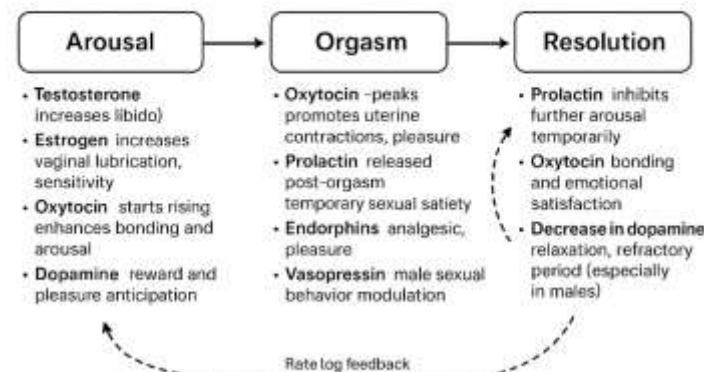 Arousal
Orgasm
Resolution
• Testosterone
increases libido)
• Estrogen increases
vaginal lubrication,
sensitivity
• Oxytocin starts rising
enhances bonding and
arousal
• Dopamine reward and
pleasure anticipation
• Oxytocin –peaks
promotes uterine
contractions, pleasure
• Prolactin released
post-orgasm
temporary sexual satiety
• Endorphins analgesic,
pleasure
• Vasopressin male sexual
behavior modulation
• Prolactin inhibits
further arousal
temporarily
• Oxytocin bonding
and emotional
satisfaction
• Decrease in dopamine
relaxation, refractory
period (especially
in males)
Rate log feedback